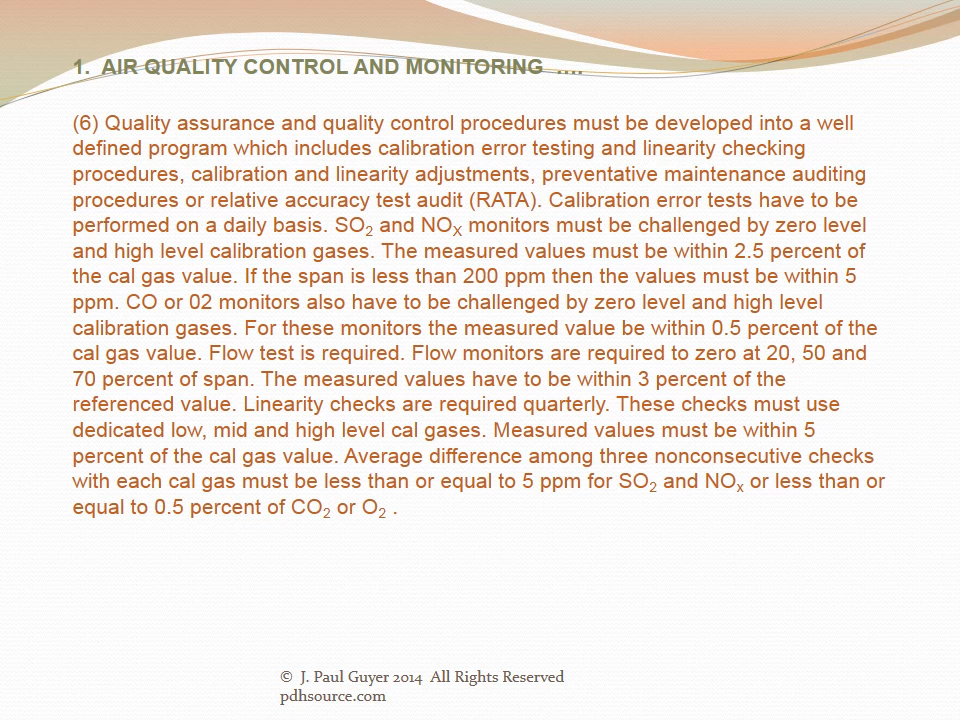 1.  AIR QUALITY CONTROL AND MONITORING  ….
(6) Quality assurance and quality control procedures must be developed into a well
defined program which includes calibration error testing and linearity checking
procedures, calibration and linearity adjustments, preventative maintenance auditing
procedures or relative accuracy test audit (RATA). Calibration error tests have to be
performed on a daily basis. SO₂ and NOₓ monitors must be challenged by zero level
and high level calibration gases. The measured values must be within 2.5 percent of
the cal gas value. If the span is less than 200 ppm then the values must be within 5
ppm. CO or 02 monitors also have to be challenged by zero level and high level
calibration gases. For these monitors the measured value be within 0.5 percent of the
cal gas value. Flow test is required. Flow monitors are required to zero at 20, 50 and
70 percent of span. The measured values have to be within 3 percent of the
referenced value. Linearity checks are required quarterly. These checks must use
dedicated low, mid and high level cal gases. Measured values must be within 5
percent of the cal gas value. Average difference among three nonconsecutive checks
with each cal gas must be less than or equal to 5 ppm for SO₂ and NOₓ or less than or
equal to 0.5 percent of CO₂ or O₂ .
© J. Paul Guyer 2014  All Rights Reserved
pdhsource.com